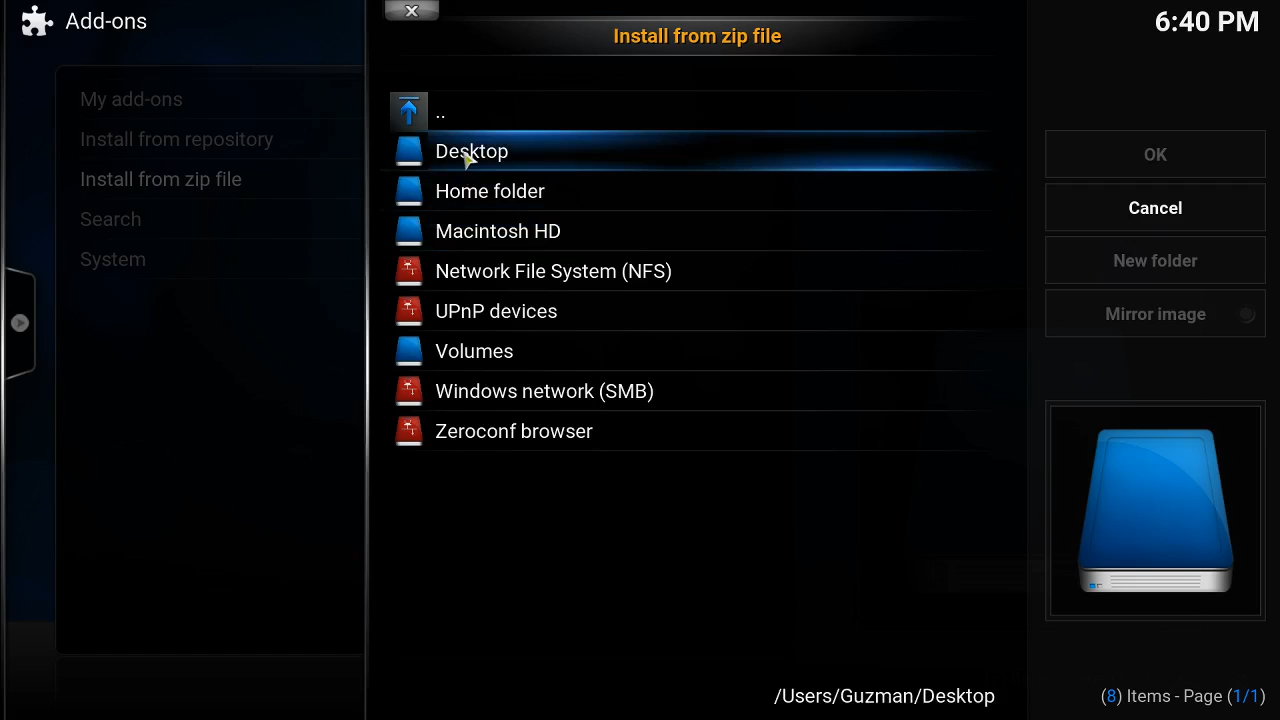 Add-ons
Install from zip file
6:40 PM
My add-ons
Install from repository
Install from zip file
Search
System
..
Desktop
Home folder
Macintosh HD
Network File System (NFS)
UPnP devices
Volumes
Windows network (SMB)
Zeroconf browser
OK
Cancel
New folder
Mirror image
/Users/Guzman/Desktop
(8) Items - Page (1/1)